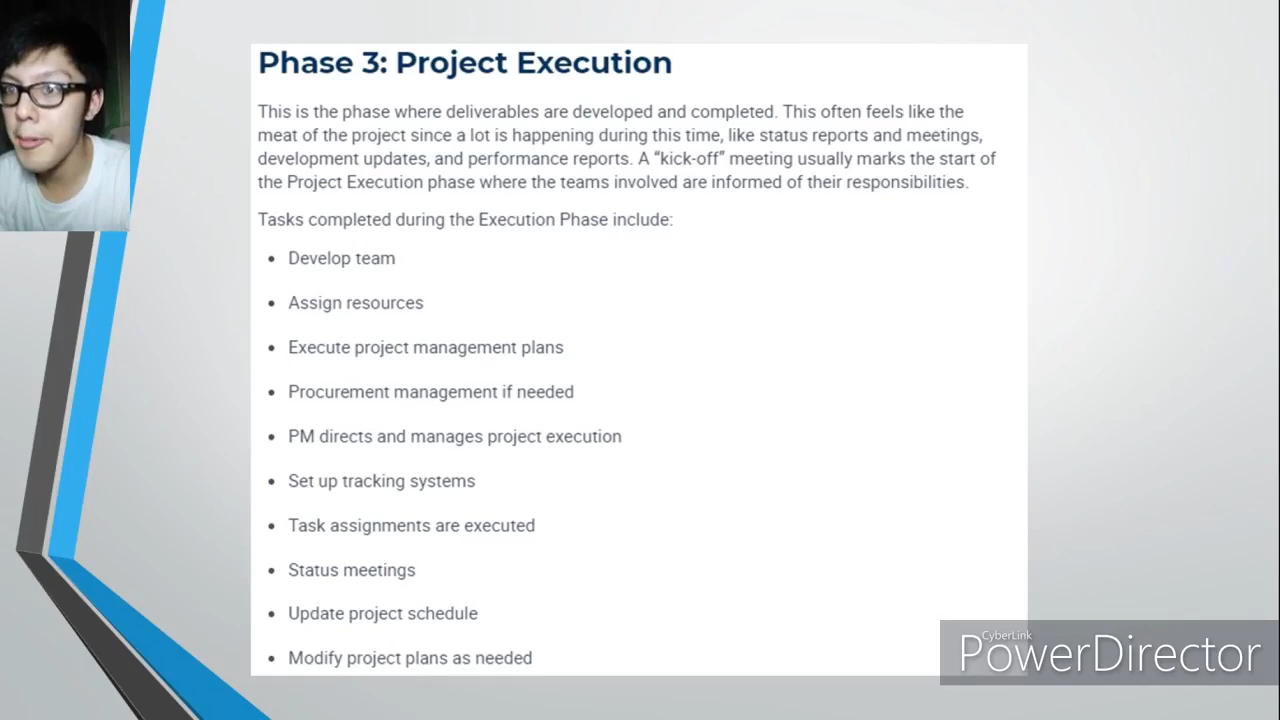 Phase 3: Project Execution
This is the phase where deliverables are developed and completed. This often feels like the
meat of the project since a lot is happening during this time, like status reports and meetings,
development updates, and performance reports. A “kick-off” meeting usually marks the start of
the Project Execution phase where the teams involved are informed of their responsibilities.
Tasks completed during the Execution Phase include:
• Develop team
• Assign resources
• Execute project management plans
• Procurement management if needed
• PM directs and manages project execution
• Set up tracking systems
• Task assignments are executed
• Status meetings
• Update project schedule
• Modify project plans as needed
CyberLink
PowerDirector